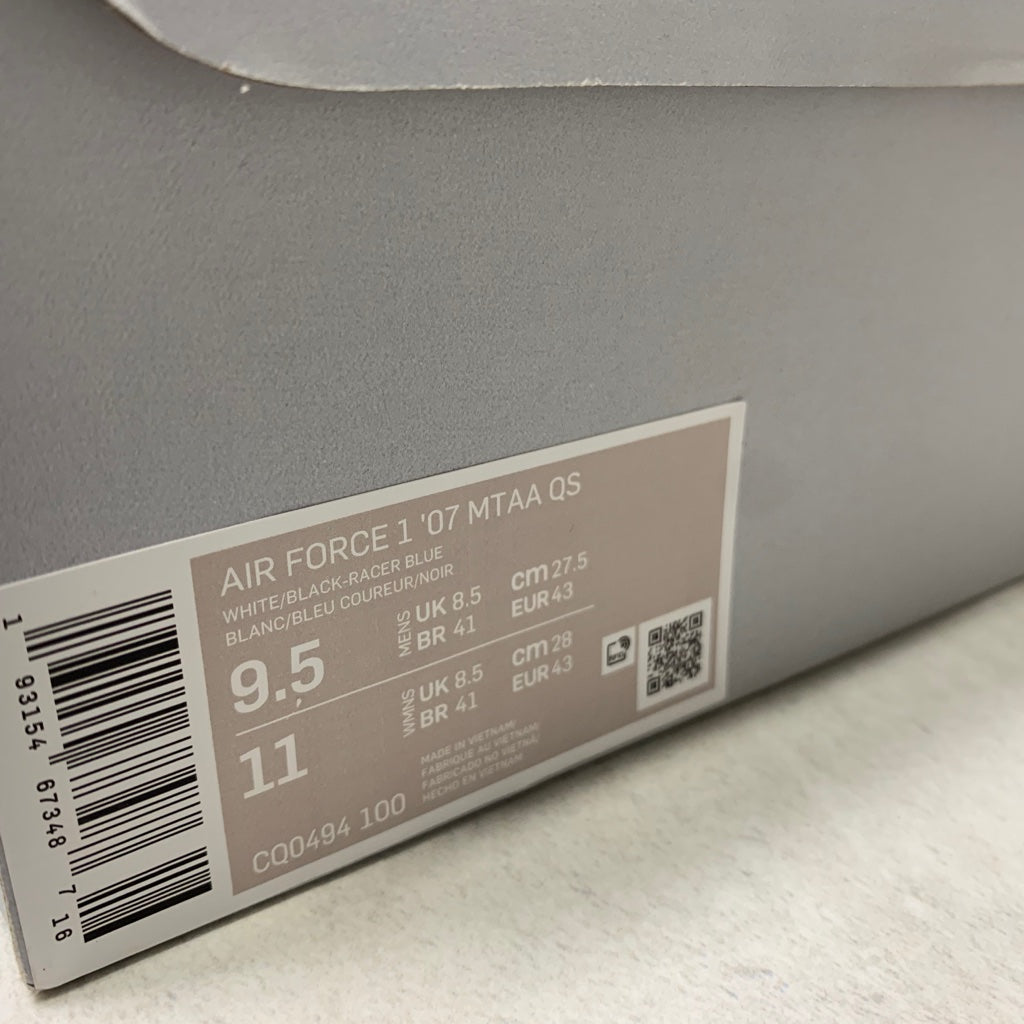 AIR FORCE 1 '07 MTAA QS
WHITE/BLACK-RACER BLUE
BLANC/BLEU COUREUR/NOIR
9.5
MENS
UK 8.5
cm 27.5
BR 41
EUR 43
11
WMNS
UK 8.5
cm 28
BR 41
EUR 43
MADE IN VIETNAM/
FABRIQUE AU VIETNAM/
FABRICADO NO VIETNÃ/
HECHO EN VIETNAM
CQ0494 100
1 93154 67348 7 16